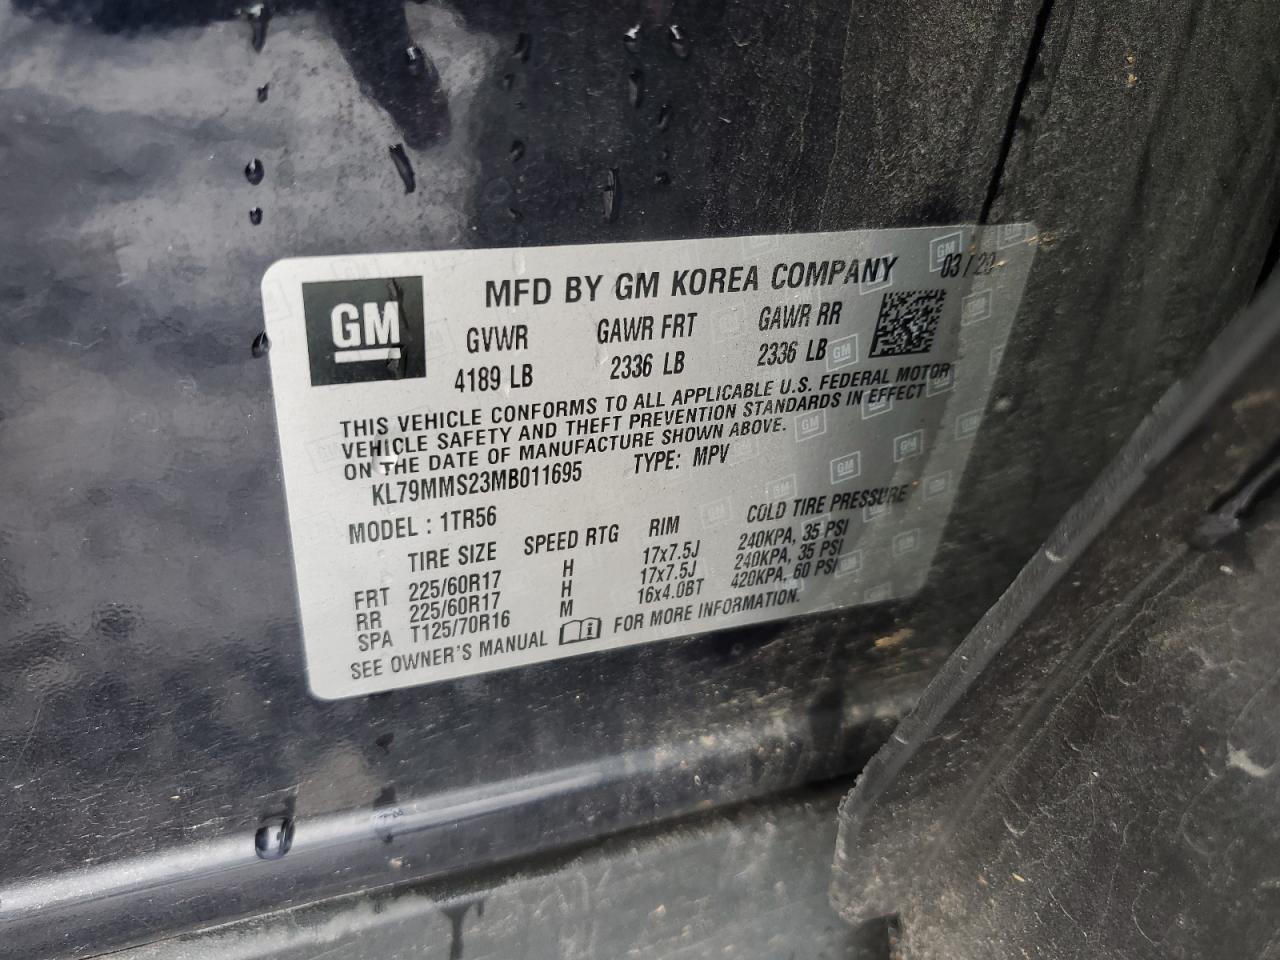 GM
MFD BY GM KOREA COMPANY 03/20
GVWR GAWR FRT GAWR RR
4189 LB 2336 LB 2336 LB
THIS VEHICLE CONFORMS TO ALL APPLICABLE U.S. FEDERAL MOTOR
VEHICLE SAFETY AND THEFT PREVENTION STANDARDS IN EFFECT
ON THE DATE OF MANUFACTURE SHOWN ABOVE.
KL79MMS23MB011695 TYPE: MPV
MODEL : 1TR56
TIRE SIZE SPEED RTG RIM COLD TIRE PRESSURE
FRT 225/60R17 H 17x7.5J 240KPA, 35 PSI
RR 225/60R17 H 17x7.5J 240KPA, 35 PSI
SPA T125/70R16 M 16x4.0BT 420KPA, 60 PSI
SEE OWNER'S MANUAL FOR MORE INFORMATION.